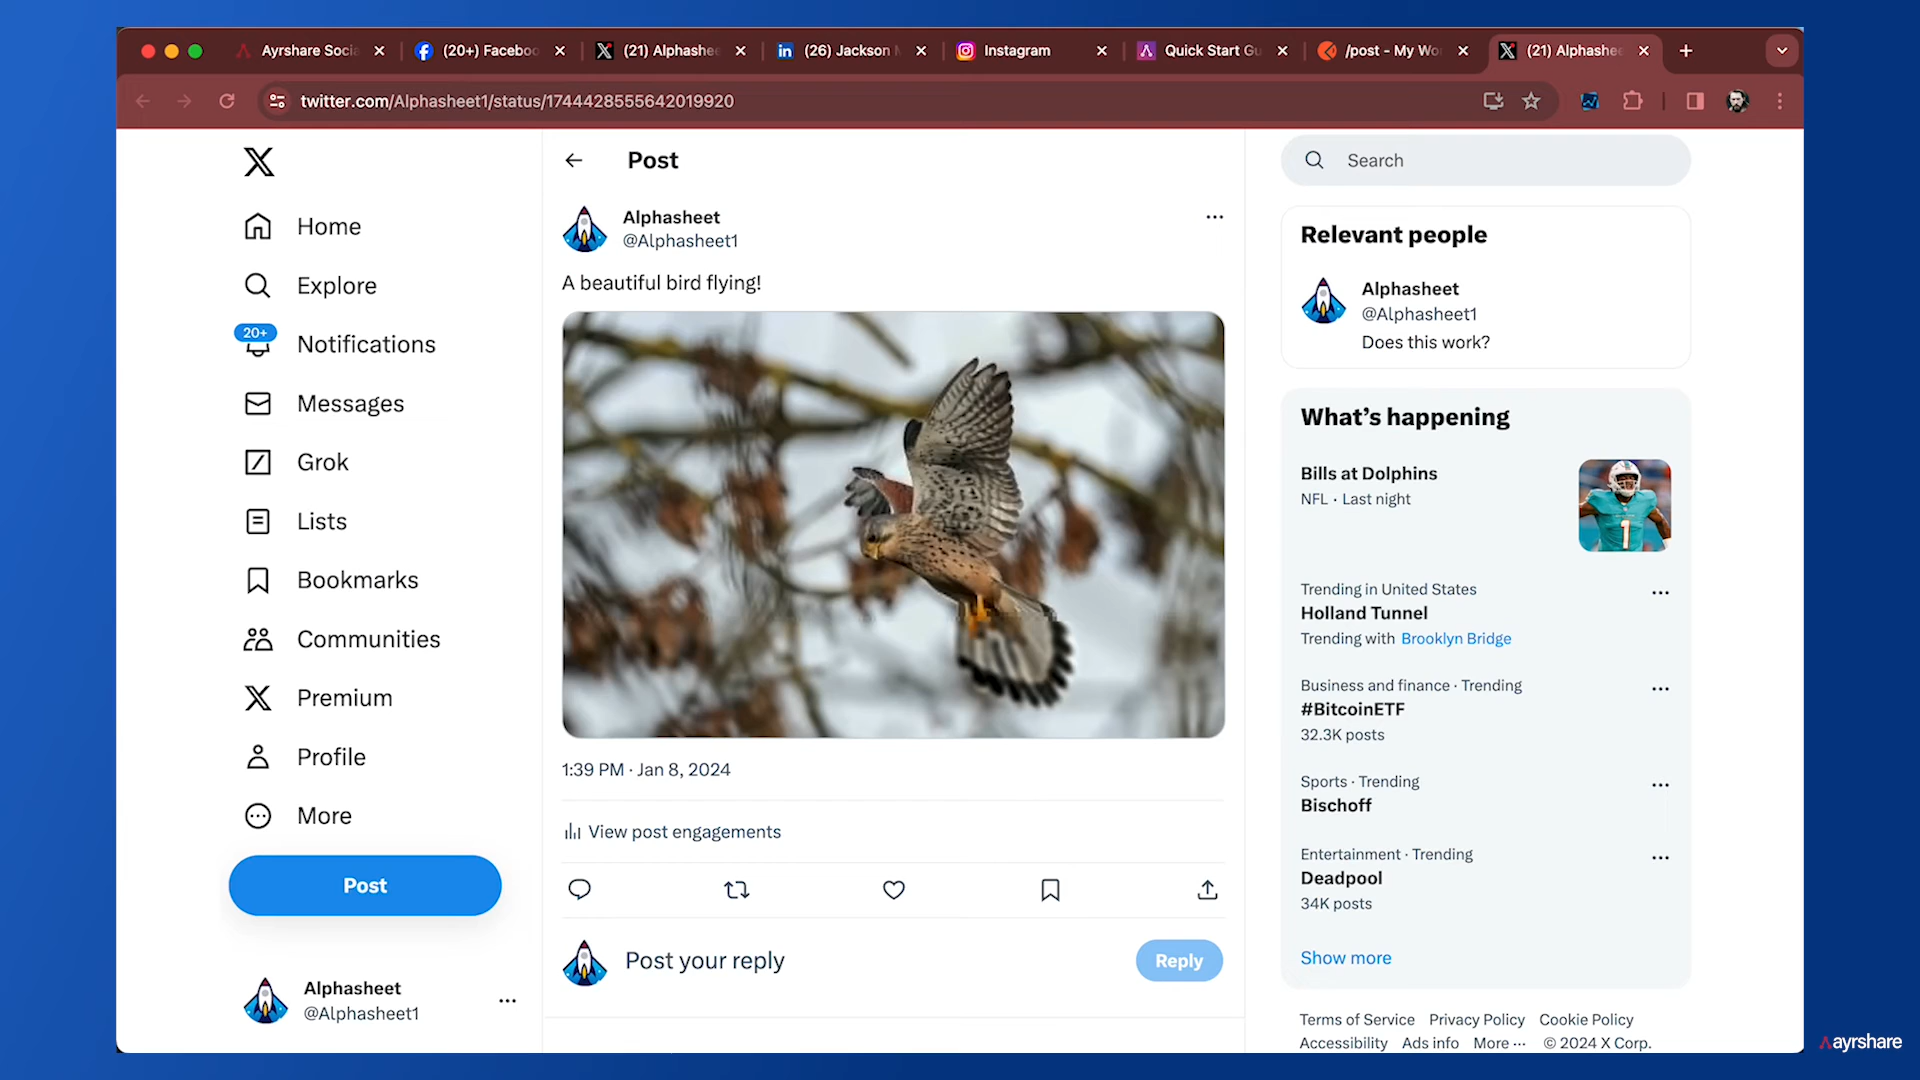 Ayrshare Socia
(20+) Faceboo
(21) Alphashee
(26) Jackson M
Instagram
Quick Start Gu
/post - My Wo
(21) Alphashee
twitter.com/Alphasheet1/status/1744428555642019920
Home
Explore
20+
Notifications
Messages
Grok
Lists
Bookmarks
Communities
Premium
Profile
More
Post
Alphasheet
@Alphasheet1
Post
Alphasheet
@Alphasheet1
A beautiful bird flying!
1:39 PM · Jan 8, 2024
View post engagements
Post your reply
Reply
Search
Relevant people
Alphasheet
@Alphasheet1
Does this work?
What's happening
Bills at Dolphins
NFL · Last night
Trending in United States
Holland Tunnel
Trending with Brooklyn Bridge
Business and finance · Trending
#BitcoinETF
32.3K posts
Sports · Trending
Bischoff
Entertainment · Trending
Deadpool
34K posts
Show more
Terms of Service Privacy Policy Cookie Policy
Accessibility Ads info More ··· © 2024 X Corp.
ayrshare